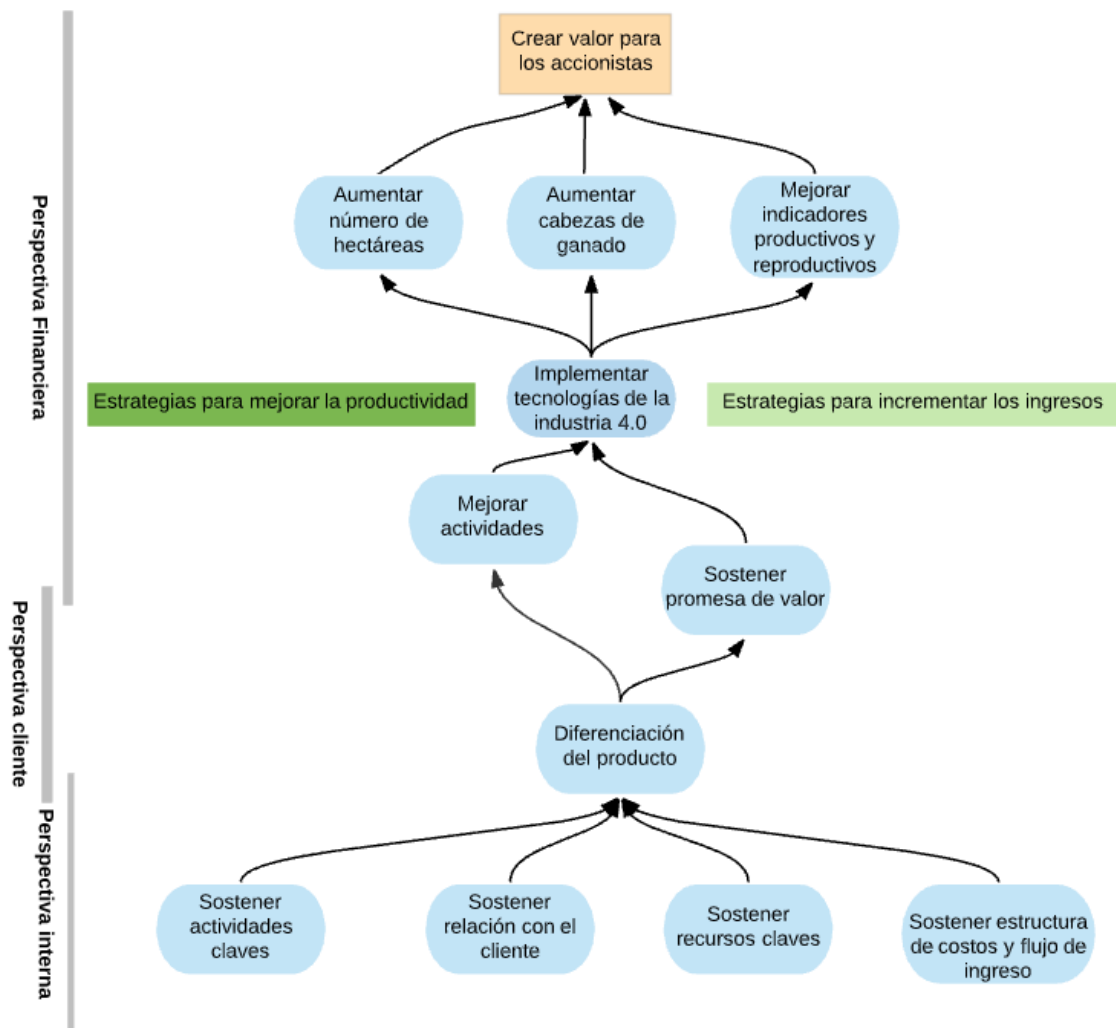 Crear valor para
los accionistas
Aumentar
número de
hectáreas
Aumentar
cabezas de
ganado
Mejorar
indicadores
productivos y
reproductivos
Perspectiva Financiera
Estrategias para mejorar la productividad
Implementar
tecnologías de la
industria 4.0
Estrategias para incrementar los ingresos
Mejorar
actividades
Sostener
promesa de valor
Perspectiva cliente
Diferenciación
del producto
Perspectiva interna
Sostener
actividades
claves
Sostener
relación con el
cliente
Sostener
recursos claves
Sostener estructura
de costos y flujo de
ingreso